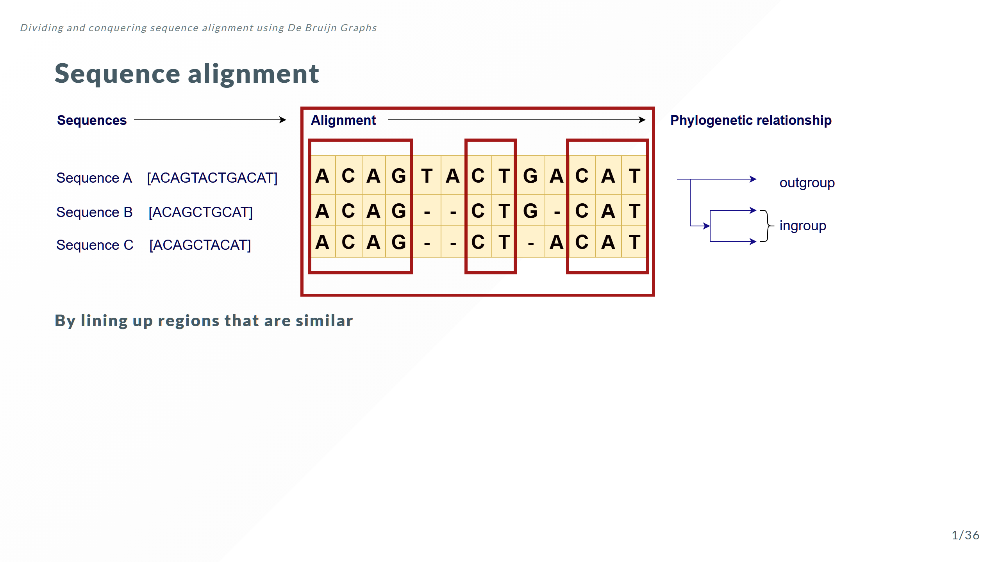 Dividing and conquering sequence alignment using De Bruijn Graphs
Sequence alignment
Sequences Alignment Phylogenetic relationship
Sequence A [ACAGTACTGACAT] A C A G T A C T G A C A T outgroup
Sequence B [ACAGCTGCAT] A C A G - - C T G - C A T
ingroup
Sequence C [ACAGCTACAT] A C A G - - C T - A C A T
By lining up regions that are similar
1/36